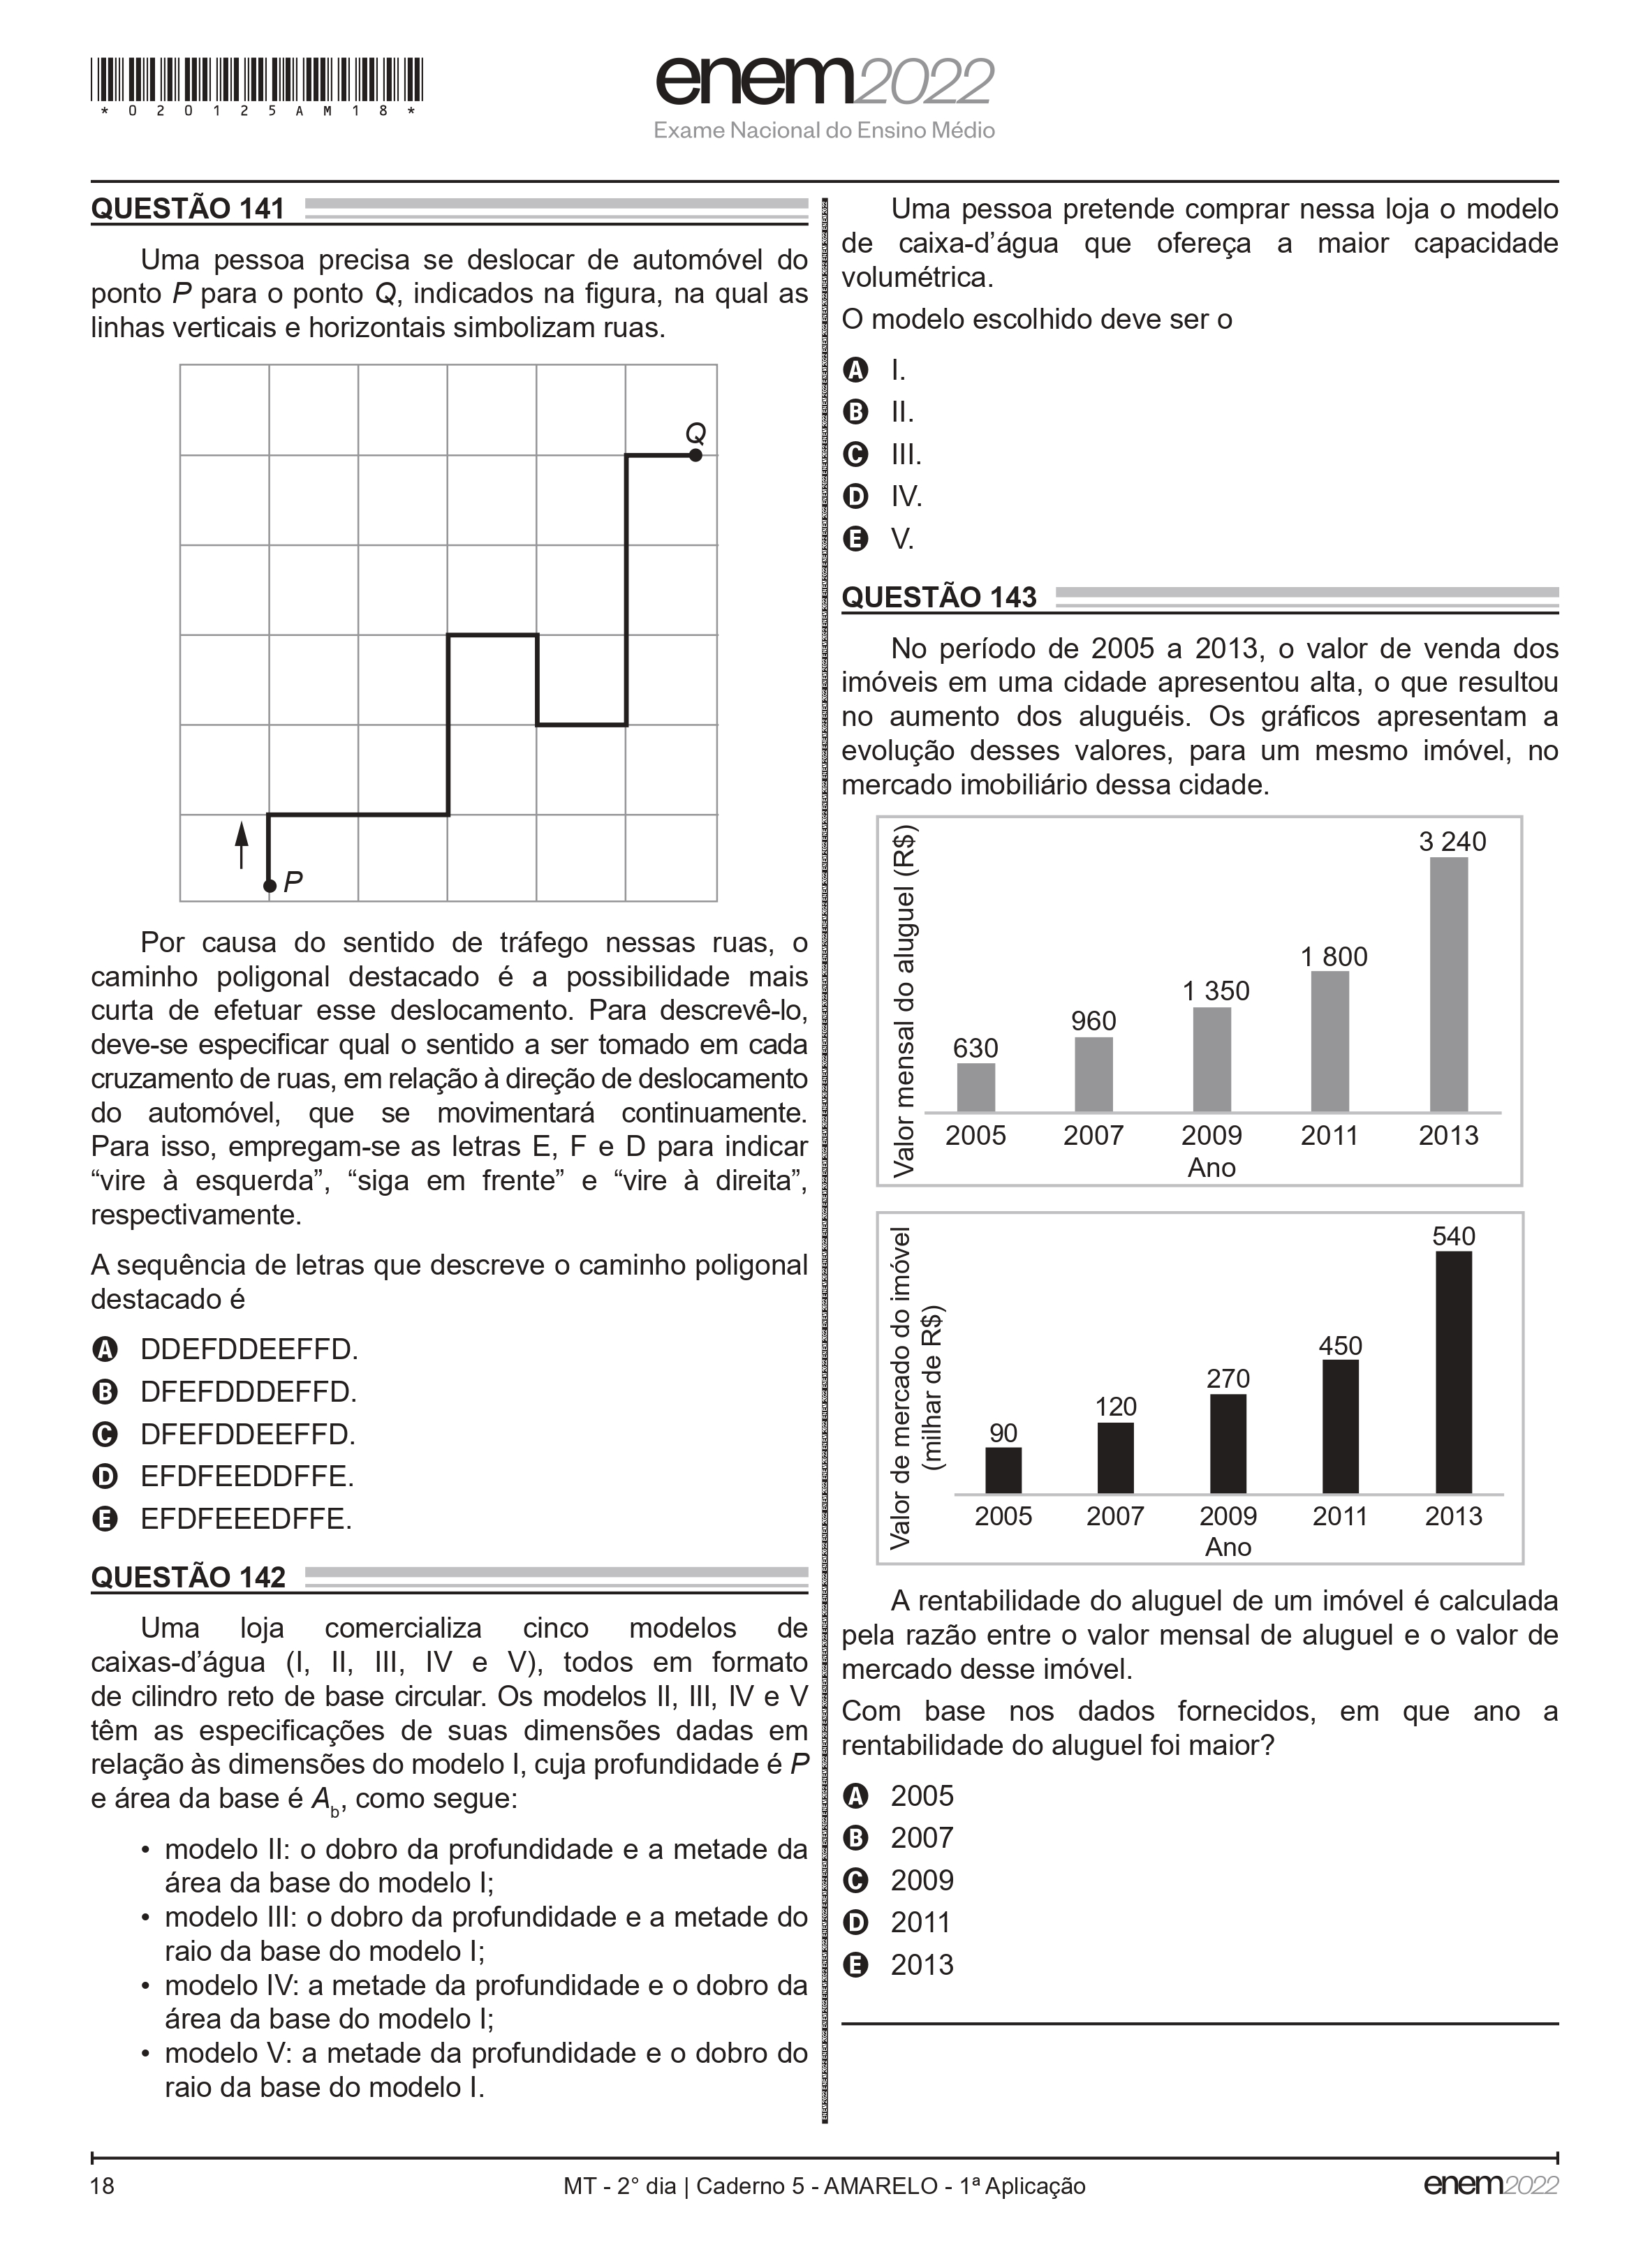 *020125AM18*
enem2022
Exame Nacional do Ensino Médio
QUESTÃO 141
Uma pessoa precisa se deslocar de automóvel do
ponto P para o ponto Q, indicados na figura, na qual as
linhas verticais e horizontais simbolizam ruas.
Q
P
Por causa do sentido de tráfego nessas ruas, o
caminho poligonal destacado é a possibilidade mais
curta de efetuar esse deslocamento. Para descrevê-lo,
deve-se especificar qual o sentido a ser tomado em cada
cruzamento de ruas, em relação à direção de deslocamento
do automóvel, que se movimentará continuamente.
Para isso, empregam-se as letras E, F e D para indicar
“vire à esquerda”, “siga em frente” e “vire à direita”,
respectivamente.
A sequência de letras que descreve o caminho poligonal
destacado é
A DDEFDDEEFFD.
B DFEFDDDEFFD.
C DFEFDDEEFFD.
D EFDFEEDDFFE.
E EFDFEEEDFFE.
QUESTÃO 142
Uma loja comercializa cinco modelos de
caixas-d’água (I, II, III, IV e V), todos em formato
de cilindro reto de base circular. Os modelos II, III, IV e V
têm as especificações de suas dimensões dadas em
relação às dimensões do modelo I, cuja profundidade é P
e área da base é Ab, como segue:
• modelo II: o dobro da profundidade e a metade da
área da base do modelo I;
• modelo III: o dobro da profundidade e a metade do
raio da base do modelo I;
• modelo IV: a metade da profundidade e o dobro da
área da base do modelo I;
• modelo V: a metade da profundidade e o dobro do
raio da base do modelo I.
Uma pessoa pretende comprar nessa loja o modelo
de caixa-d’água que ofereça a maior capacidade
volumétrica.
O modelo escolhido deve ser o
A I.
B II.
C III.
D IV.
E V.
QUESTÃO 143
No período de 2005 a 2013, o valor de venda dos
imóveis em uma cidade apresentou alta, o que resultou
no aumento dos aluguéis. Os gráficos apresentam a
evolução desses valores, para um mesmo imóvel, no
mercado imobiliário dessa cidade.
Valor mensal do aluguel (R$)
630
960
1 350
1 800
3 240
2005 2007 2009 2011 2013
Ano
Valor de mercado do imóvel
(milhar de R$)
90
120
270
450
540
2005 2007 2009 2011 2013
Ano
A rentabilidade do aluguel de um imóvel é calculada
pela razão entre o valor mensal de aluguel e o valor de
mercado desse imóvel.
Com base nos dados fornecidos, em que ano a
rentabilidade do aluguel foi maior?
A 2005
B 2007
C 2009
D 2011
E 2013
18
MT - 2° dia | Caderno 5 - AMARELO - 1ª Aplicação
enem2022